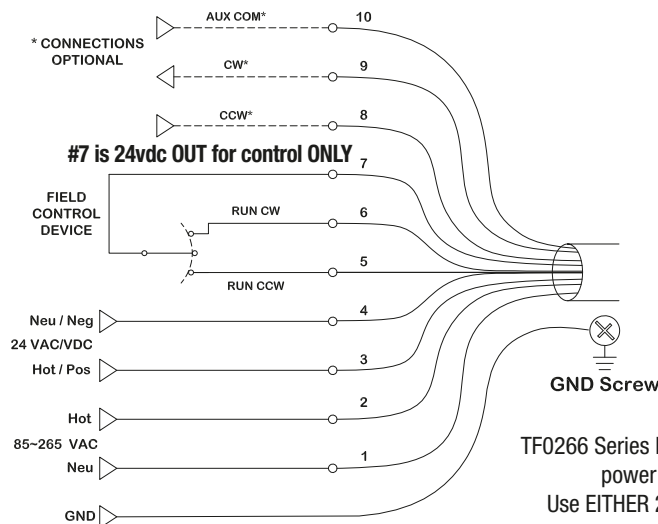 AUX COM*
10
* CONNECTIONS
OPTIONAL
CW*
9
CCW*
8
#7 is 24vdc OUT for control ONLY
7
FIELD
CONTROL
DEVICE
RUN CW
6
RUN CCW
5
Neu / Neg
4
24 VAC/VDC
Hot / Pos
3
GND Screw
Hot
2
85~265 VAC
Neu
1
TF0266 Series
power
Use EITHER 2
GND